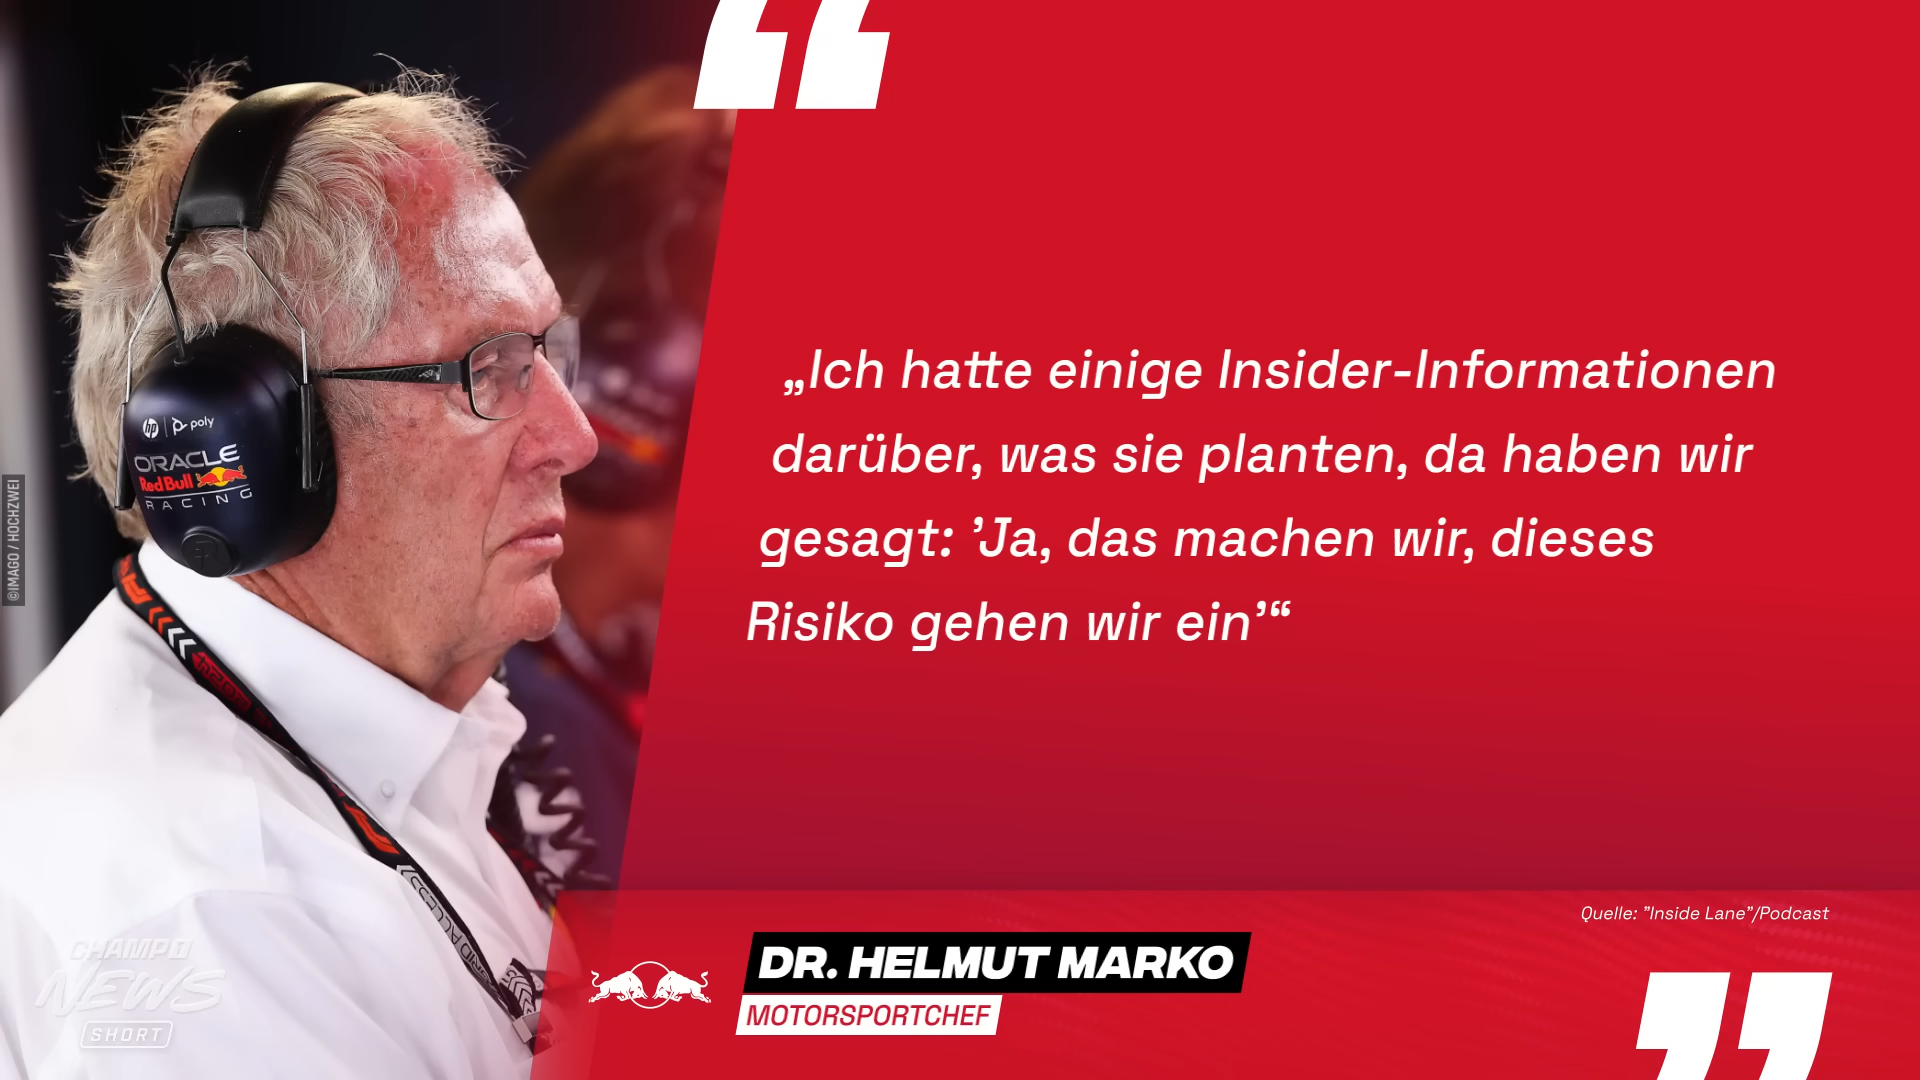 „Ich hatte einige Insider-Informationen
darüber, was sie planten, da haben wir
gesagt: ’Ja, das machen wir, dieses
Risiko gehen wir ein’“
Quelle: ”Inside Lane”/Podcast
DR. HELMUT MARKO
MOTORSPORTCHEF
©IMAGO / HOCHZWEI
hp poly
ORACLE
Red Bull
RACING
CHAMP1
NEWS
SHORT